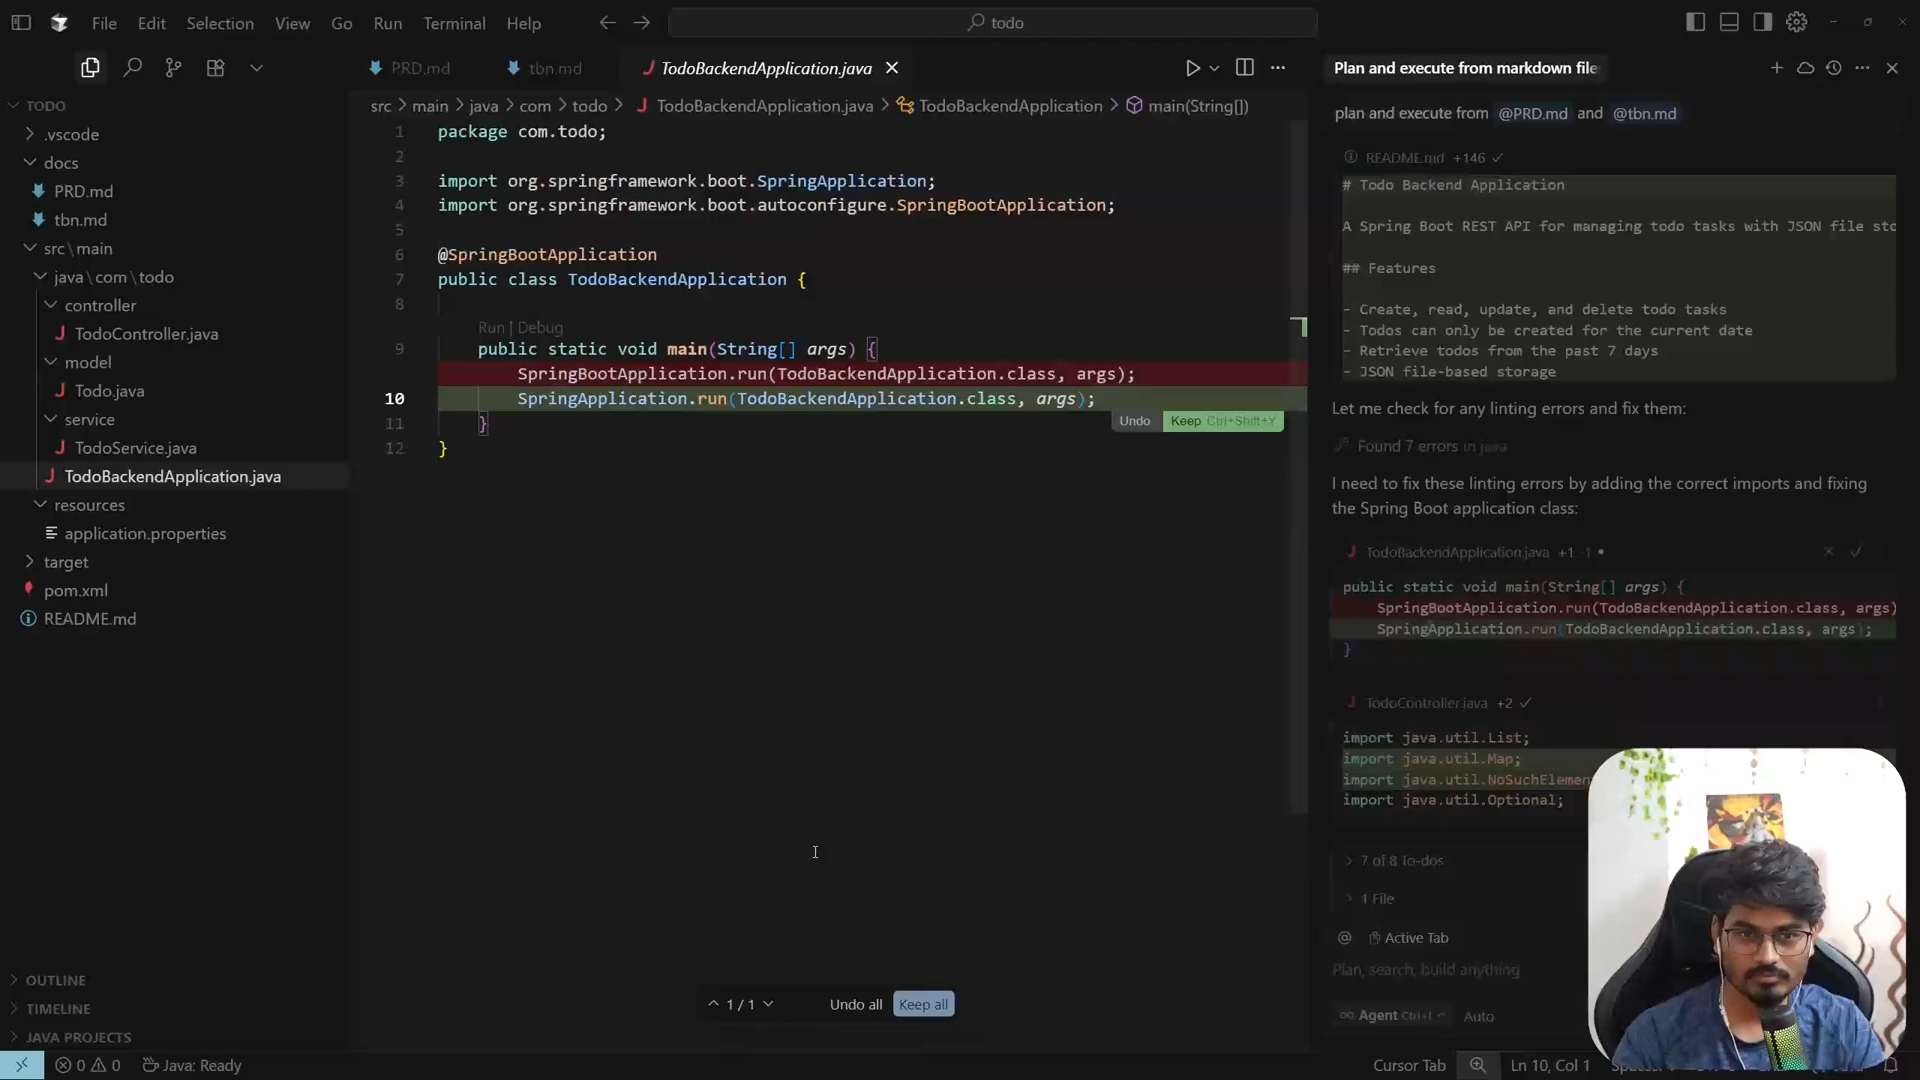 File Edit Selection View Go Run Terminal Help
todo
PRD.md tbn.md TodoBackendApplication.java
Plan and execute from markdown file
TODO
.vscode
docs
PRD.md
tbn.md
src\main
java\com\todo
controller
TodoController.java
model
Todo.java
service
TodoService.java
TodoBackendApplication.java
resources
application.properties
target
pom.xml
README.md
OUTLINE
TIMELINE
JAVA PROJECTS
src > main > java > com > todo > TodoBackendApplication.java > TodoBackendApplication > main(String[])
1 package com.todo;
2
3 import org.springframework.boot.SpringApplication;
4 import org.springframework.boot.autoconfigure.SpringBootApplication;
5
6 @SpringBootApplication
7 public class TodoBackendApplication {
8
Run | Debug
9 public static void main(String[] args) {
SpringBootApplication.run(TodoBackendApplication.class, args);
10 SpringApplication.run(TodoBackendApplication.class, args);
11 }
Undo Keep Ctrl+Shift+Y
12 }
1 / 1 Undo all Keep all
plan and execute from @PRD.md and @tbn.md
README.md +146
# Todo Backend Application
A Spring Boot REST API for managing todo tasks with JSON file sto
## Features
- Create, read, update, and delete todo tasks
- Todos can only be created for the current date
- Retrieve todos from the past 7 days
- JSON file-based storage
Let me check for any linting errors and fix them:
Found 7 errors in java
I need to fix these linting errors by adding the correct imports and fixing
the Spring Boot application class:
TodoBackendApplication.java +1 -1
public static void main(String[] args) {
SpringBootApplication.run(TodoBackendApplication.class, args)
SpringApplication.run(TodoBackendApplication.class, args);
}
TodoController.java +2
import java.util.List;
import java.util.Map;
import java.util.NoSuchElemen
import java.util.Optional;
7 of 8 To-dos
1 File
@ Active Tab
Plan, search, build anything
Agent Ctrl+I Auto
0 0 Java: Ready
Cursor Tab Ln 10, Col 1